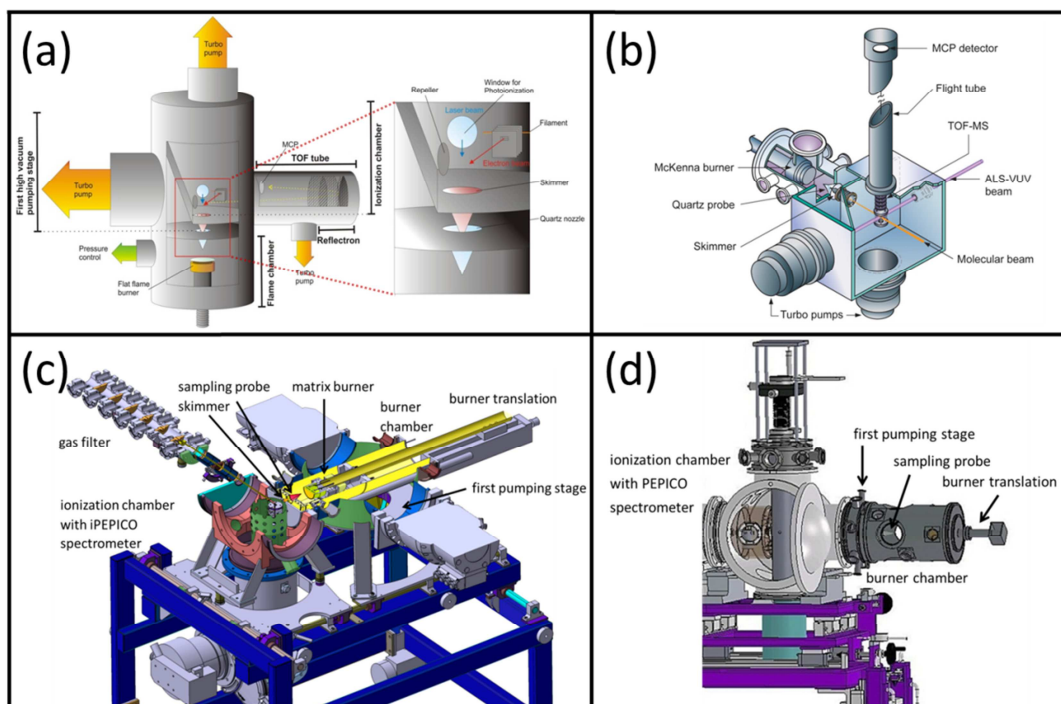 (a)
Turbo
pump
First high vacuum
pumping stage
Turbo
pump
Pressure
control
Flat flame
burner
MCP
TOF tube
Reflectron
Turbo
pump
Flame chamber
Ionization chamber
Repeller
Window for
Photoionization
Laser beam
Filament
Skimmer
Quartz nozzle
(b)
MCP detector
Flight tube
TOF-MS
ALS-VUV
beam
McKenna burner
Quartz probe
Skimmer
Molecular beam
Turbo pumps
(c)
sampling probe
skimmer
matrix burner
burner
chamber
burner translation
gas filter
ionization chamber
with iPEPICO
spectrometer
first pumping stage
(d)
first pumping stage
sampling probe
burner translation
ionization chamber
with PEPICO
spectrometer
burner chamber